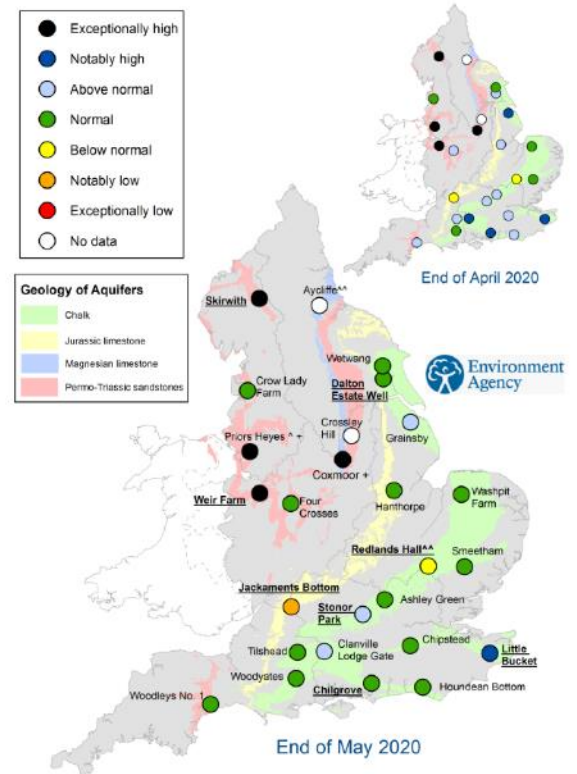 Exceptionally high
Notably high
Above normal
Normal
Below normal
Notably low
Exceptionally low
No data
End of April 2020
Geology of Aquifers
Chalk
Jurassic limestone
Magnesian limestone
Permo-Triassic sandstones
Environment
Agency
Skirwith
Aycliffe^^
Wetwang
Dalton
Estate Well
Crow Lady
Farm
Crossley
Hill
Grainsby
Priors Heyes ^ +
Coxmoor +
Weir Farm
Four
Crosses
Hanthorpe
Washpit
Farm
Redlands Hall^^
Smeetham
Jackaments Bottom
Stonor
Park
Ashley Green
Tilshead
Clanville
Lodge Gate
Chipstead
Little
Bucket
Woodyates
Chilgrove
Houndean Bottom
Woodleys No. 1
End of May 2020